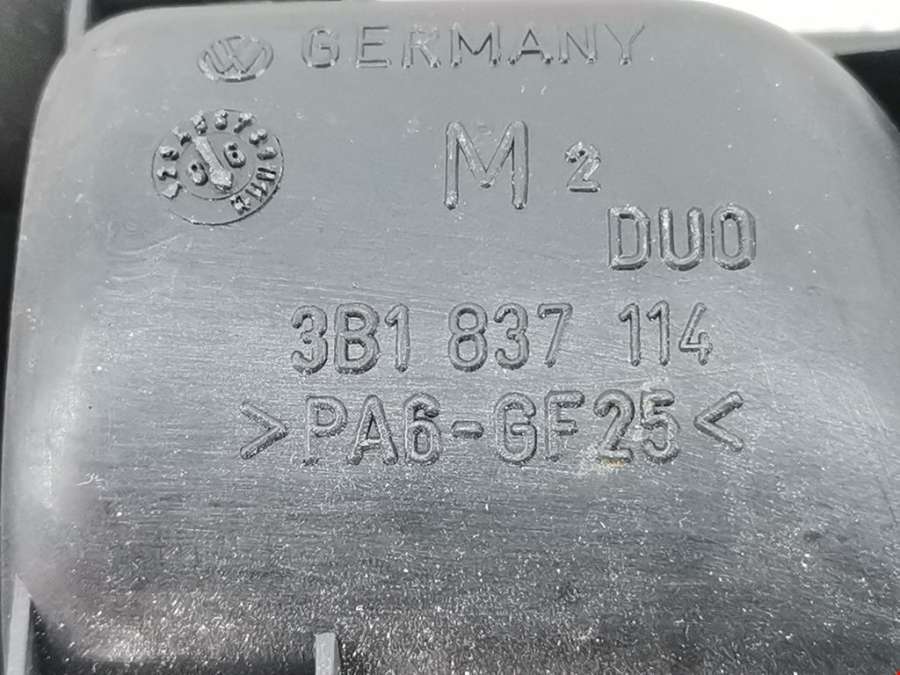 GERMANY
M 2
DUO
3B1 837 114
>PA6-GF25<